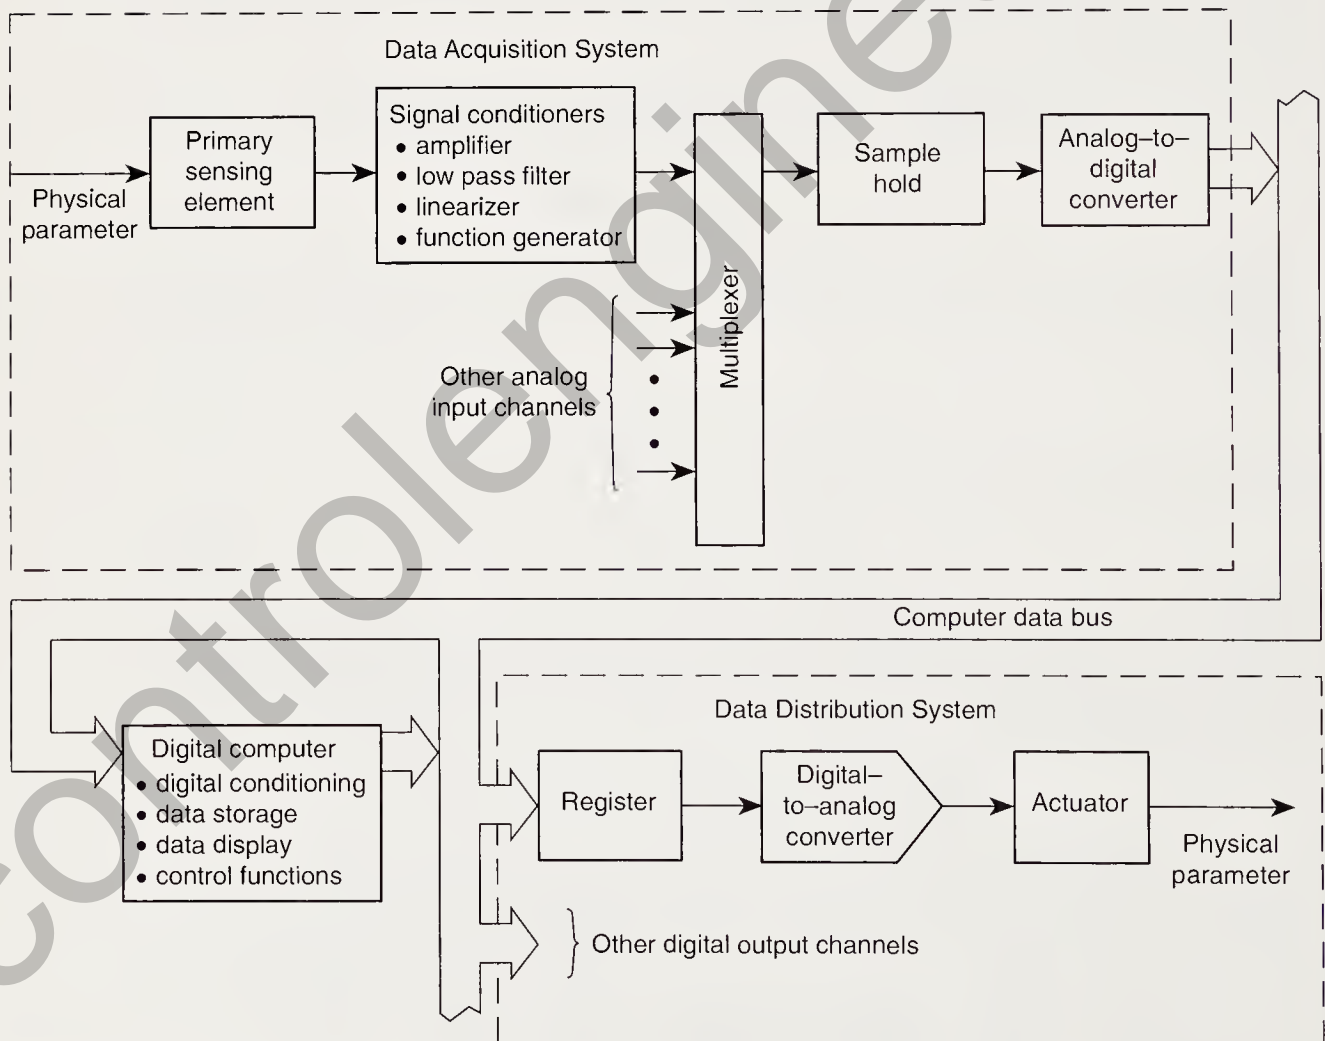 Data Acquisition System
Physical
parameter
Primary
sensing
element
Signal conditioners
• amplifier
• low pass filter
• linearizer
• function generator
Other analog
input channels
Multiplexer
Sample
hold
Analog–to–
digital
converter
Computer data bus
Digital computer
• digital conditioning
• data storage
• data display
• control functions
Data Distribution System
Register
Digital–
to–analog
converter
Actuator
Physical
parameter
Other digital output channels
controlengine